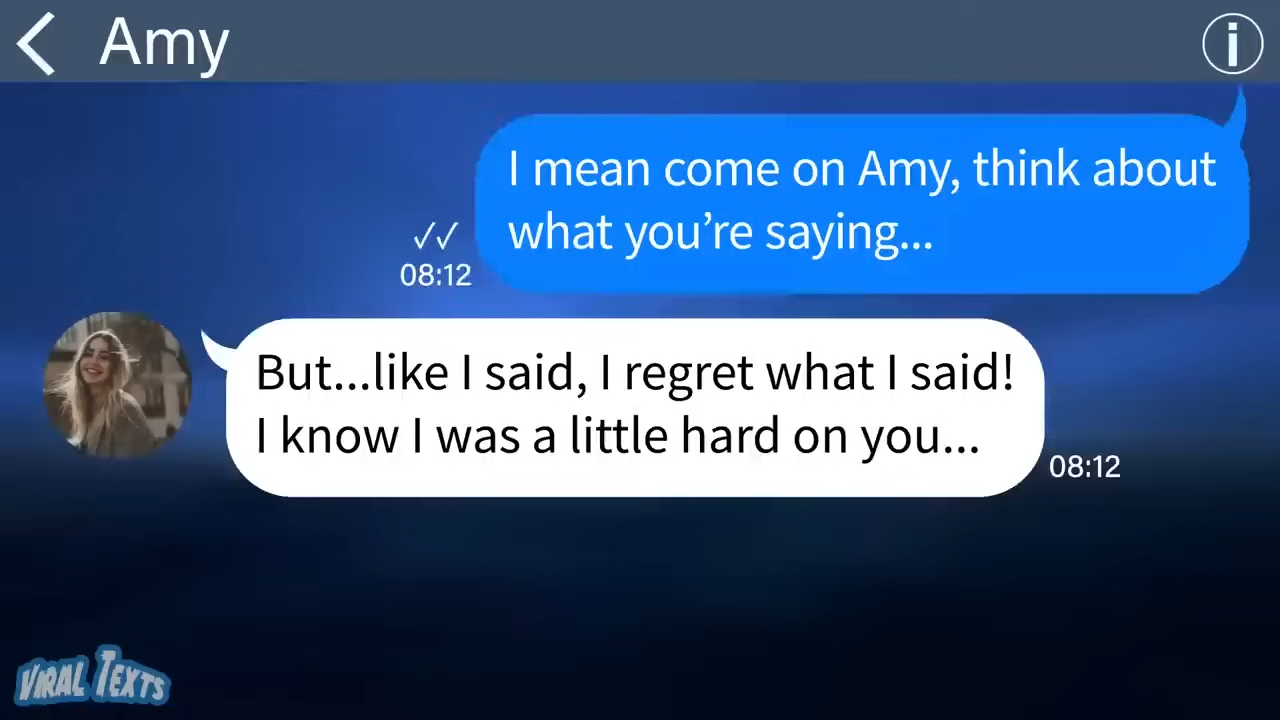 Amy
i
I mean come on Amy, think about
what you’re saying...
✓✓
08:12
But...like I said, I regret what I said!
I know I was a little hard on you...
08:12
VIRAL TEXTS